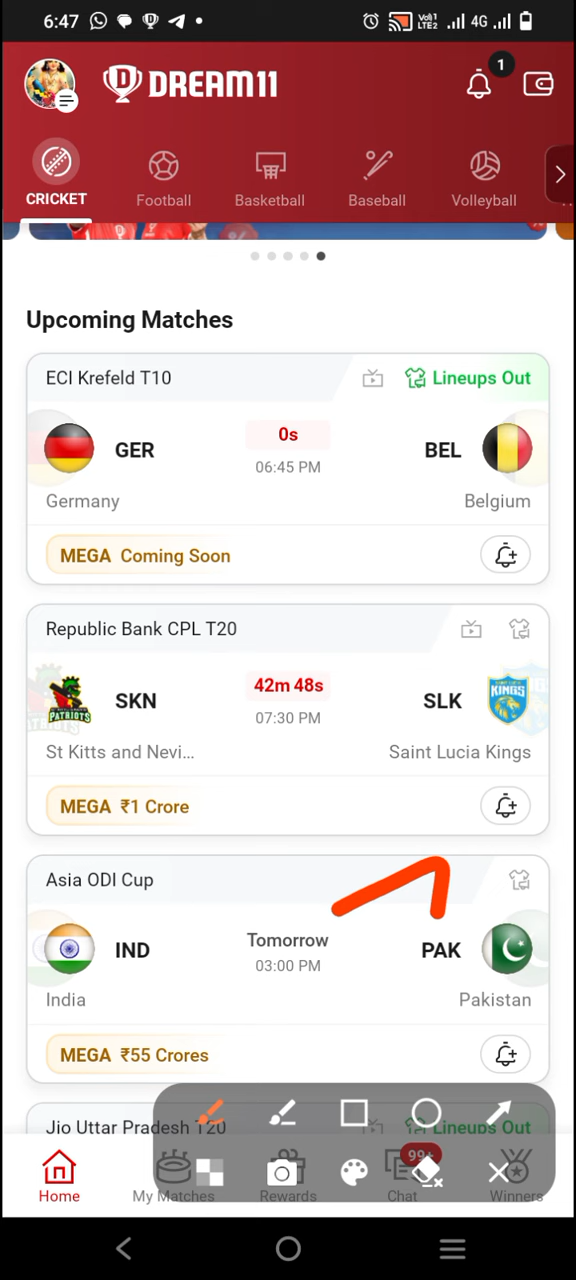 6:47 Vo1) LTE2 4G
DREAM11 1
CRICKET Football Basketball Baseball Volleyball
Upcoming Matches
ECI Krefeld T10 Lineups Out
GER 0s BEL
06:45 PM
Germany Belgium
MEGA Coming Soon
Republic Bank CPL T20
PATRIOTS SKN 42m 48s SLK KINGS
07:30 PM
St Kitts and Nevi... Saint Lucia Kings
MEGA ₹1 Crore
Asia ODI Cup
IND Tomorrow PAK
03:00 PM
India Pakistan
MEGA ₹55 Crores
Jio Uttar Pradesh T20 Lineups Out
99+
Home My Matches Rewards Chat Winners